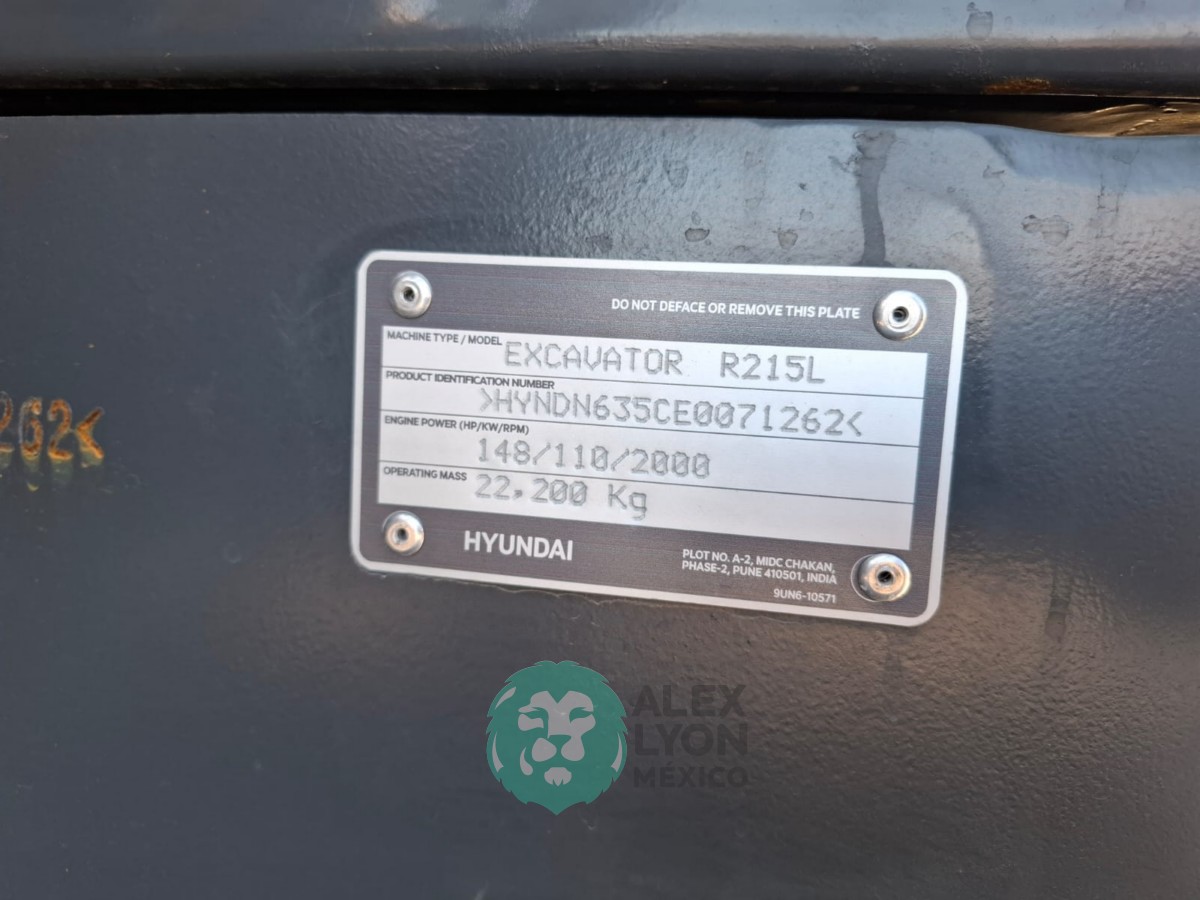 DO NOT DEFACE OR REMOVE THIS PLATE
MACHINE TYPE / MODEL EXCAVATOR R215L
PRODUCT IDENTIFICATION NUMBER >HYNDN635CE0071262<
ENGINE POWER (HP/KW/RPM) 148/110/2000
OPERATING MASS 22,200 Kg
HYUNDAI
PLOT NO. A-2, MIDC CHAKAN,
PHASE-2, PUNE 410501, INDIA
9UN6-10571
262<
ALEX
LYON
MÉXICO